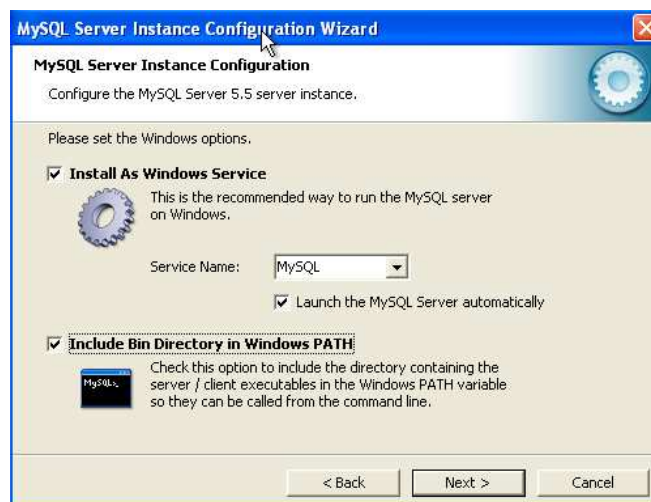 MySQL Server Instance Configuration Wizard
MySQL Server Instance Configuration
Configure the MySQL Server 5.5 server instance.
Please set the Windows options.
Install As Windows Service
This is the recommended way to run the MySQL server
on Windows.
Service Name:
MySQL
Launch the MySQL Server automatically
Include Bin Directory in Windows PATH
MySQL>
Check this option to include the directory containing the
server / client executables in the Windows PATH variable
so they can be called from the command line.
< Back
Next >
Cancel